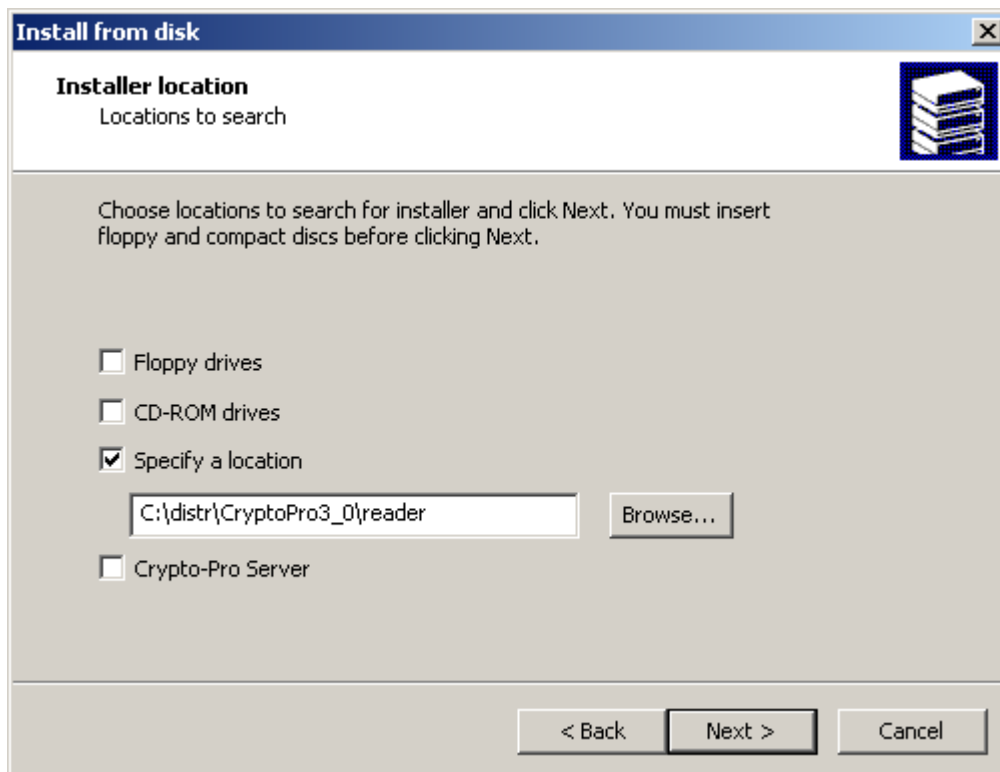 Install from disk
Installer location
Locations to search
Choose locations to search for installer and click Next. You must insert
floppy and compact discs before clicking Next.
Floppy drives
CD-ROM drives
Specify a location
C:\distr\CryptoPro3_0\reader
Browse...
Crypto-Pro Server
< Back
Next >
Cancel